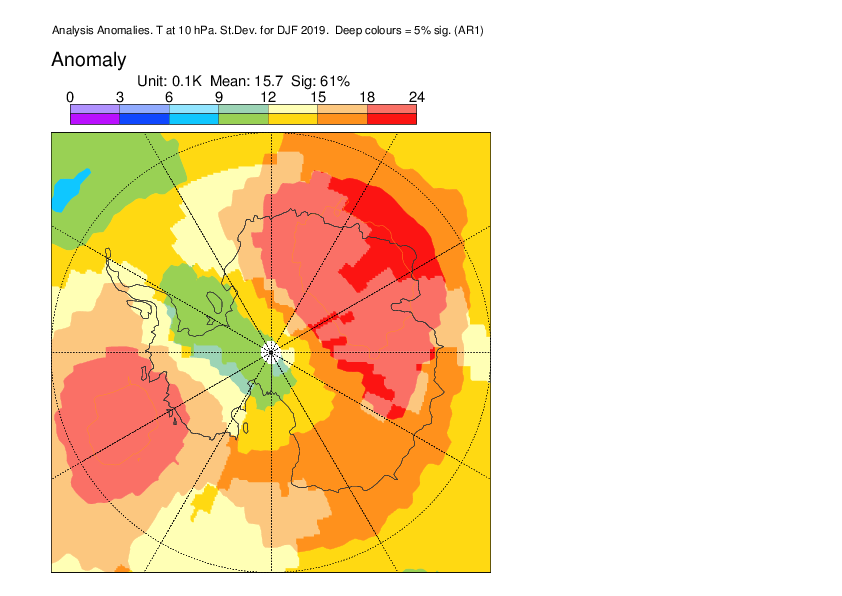 Analysis Anomalies. T at 10 hPa. St.Dev. for DJF 2019.  Deep colours = 5% sig. (AR1)
Anomaly
Unit: 0.1K  Mean: 15.7  Sig: 61%
0 3 6 9 12 15 18 24